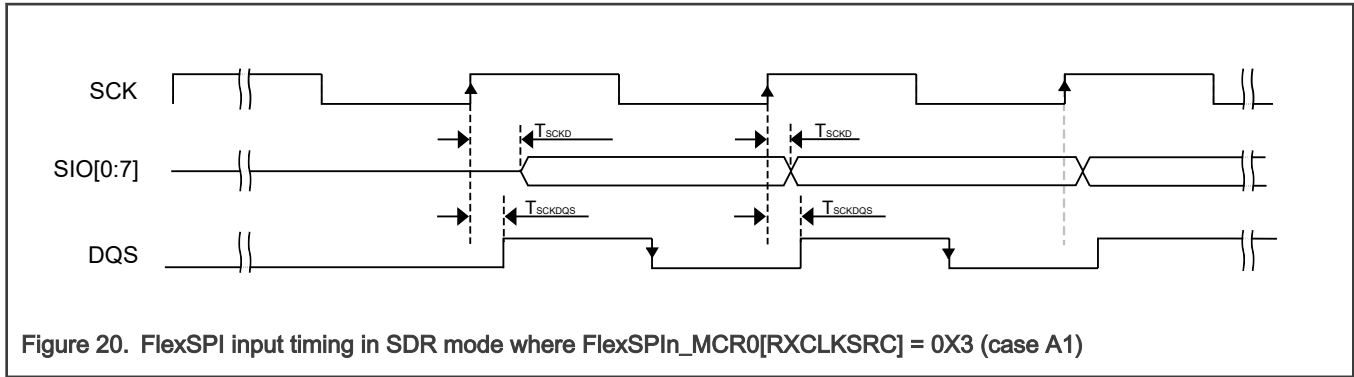 SCK
TSCKD
TSCKD
SIO[0:7]
TSCKDQS
TSCKDQS
DQS
Figure 20. FlexSPI input timing in SDR mode where FlexSPIn_MCR0[RXCLKSRC] = 0X3 (case A1)